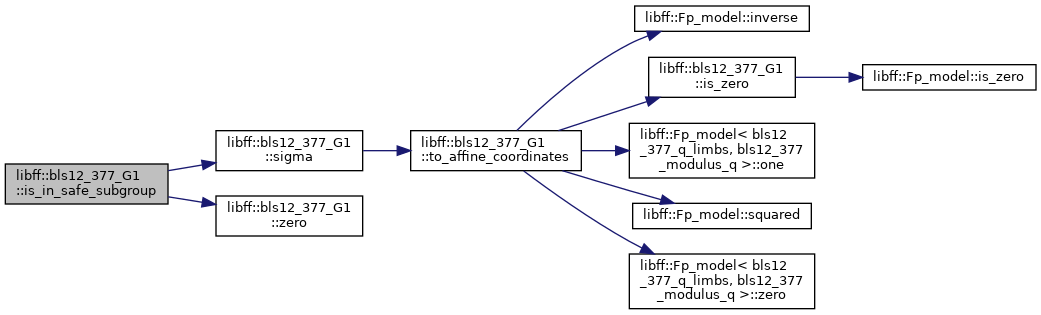 libff::bls12_377_G1
::is_in_safe_subgroup
libff::bls12_377_G1
::sigma
libff::bls12_377_G1
::zero
libff::bls12_377_G1
::to_affine_coordinates
libff::Fp_model::inverse
libff::bls12_377_G1
::is_zero
libff::Fp_model< bls12
_377_q_limbs, bls12_377
_modulus_q >::one
libff::Fp_model::squared
libff::Fp_model< bls12
_377_q_limbs, bls12_377
_modulus_q >::zero
libff::Fp_model::is_zero